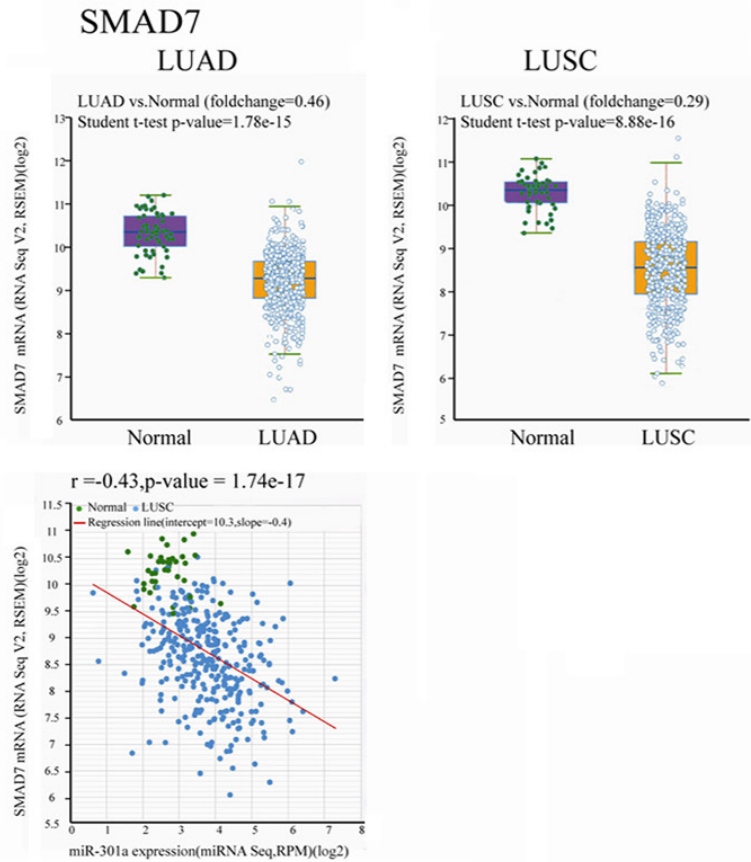 SMAD7
LUAD
LUAD vs.Normal (foldchange=0.46)
Student t-test p-value=1.78e-15
SMAD7 mRNA (RNA Seq V2, RSEM)(log2)
13
12
11
10
9
8
7
6
Normal
LUAD
LUSC
LUSC vs.Normal (foldchange=0.29)
Student t-test p-value=8.88e-16
SMAD7 mRNA (RNA Seq V2, RSEM)(log2)
12
11
10
9
8
7
6
5
Normal
LUSC
r =-0.43,p-value = 1.74e-17
Normal LUSC
Regression line(intercept=10.3,slope=-0.4)
SMAD7 mRNA (RNA Seq V2, RSEM)(log2)
11.5
11
10.5
10
9.5
9
8.5
8
7.5
7
6.5
6
5.5
0 1 2 3 4 5 6 7 8
miR-301a expression(miRNA Seq,RPM)(log2)